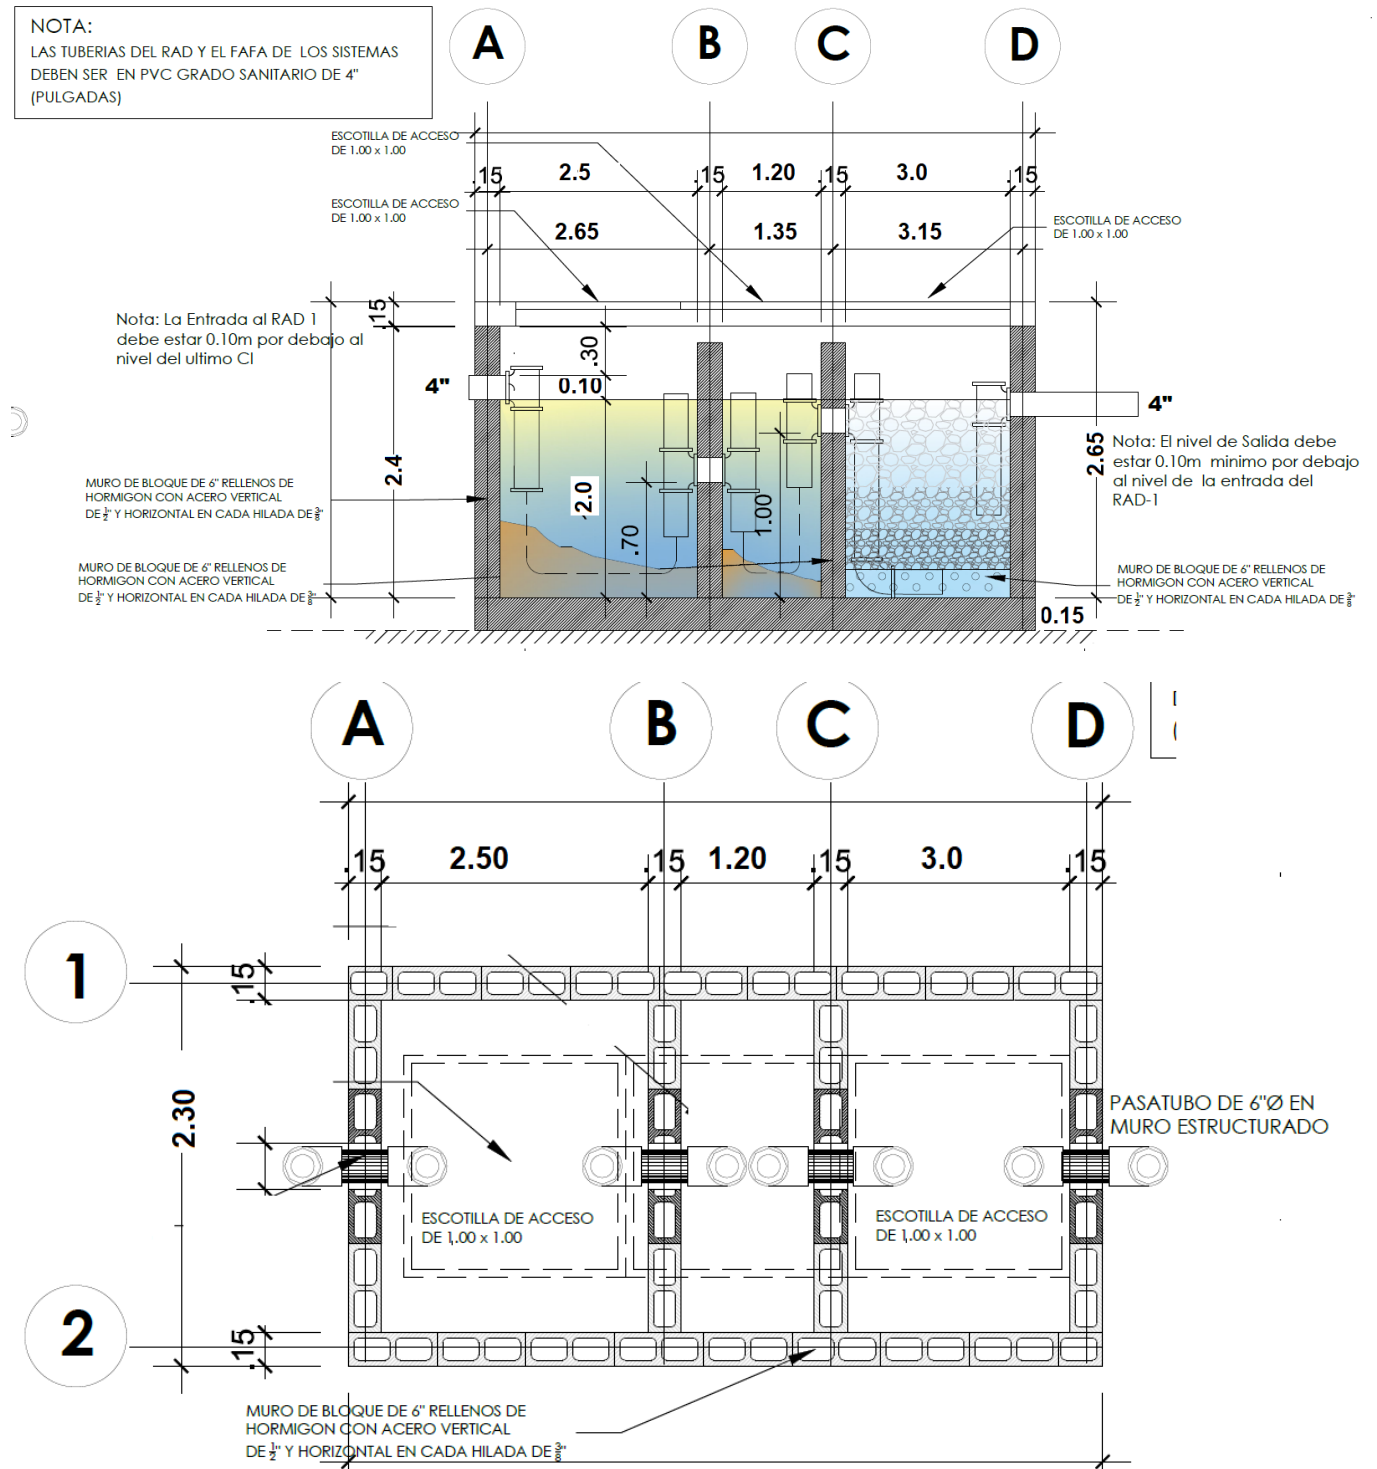 NOTA:
LAS TUBERIAS DEL RAD Y EL FAFA DE LOS SISTEMAS
DEBEN SER EN PVC GRADO SANITARIO DE 4"
(PULGADAS)
A
B
C
D
ESCOTILLA DE ACCESO
DE 1.00 x 1.00
.15
2.5
.15
1.20
.15
3.0
.15
ESCOTILLA DE ACCESO
DE 1.00 x 1.00
2.65
1.35
3.15
ESCOTILLA DE ACCESO
DE 1.00 x 1.00
Nota: La Entrada al RAD 1
debe estar 0.10m por debajo al
nivel del ultimo CI
.15
.30
4"
0.10
4"
2.4
2.0
.70
1.00
2.65
Nota: El nivel de Salida debe
estar 0.10m minimo por debajo
al nivel de la entrada del
RAD-1
MURO DE BLOQUE DE 6" RELLENOS DE
HORMIGON CON ACERO VERTICAL
DE ½" Y HORIZONTAL EN CADA HILADA DE ⅜"
MURO DE BLOQUE DE 6" RELLENOS DE
HORMIGON CON ACERO VERTICAL
DE ½" Y HORIZONTAL EN CADA HILADA DE ⅜"
MURO DE BLOQUE DE 6" RELLENOS DE
HORMIGON CON ACERO VERTICAL
DE ½" Y HORIZONTAL EN CADA HILADA DE ⅜"
0.15
A
B
C
D
.15
2.50
.15
1.20
.15
3.0
.15
1
.15
2.30
PASATUBO DE 6"Ø EN
MURO ESTRUCTURADO
ESCOTILLA DE ACCESO
DE 1.00 x 1.00
ESCOTILLA DE ACCESO
DE 1.00 x 1.00
2
.15
MURO DE BLOQUE DE 6" RELLENOS DE
HORMIGON CON ACERO VERTICAL
DE ½" Y HORIZONTAL EN CADA HILADA DE ⅜"